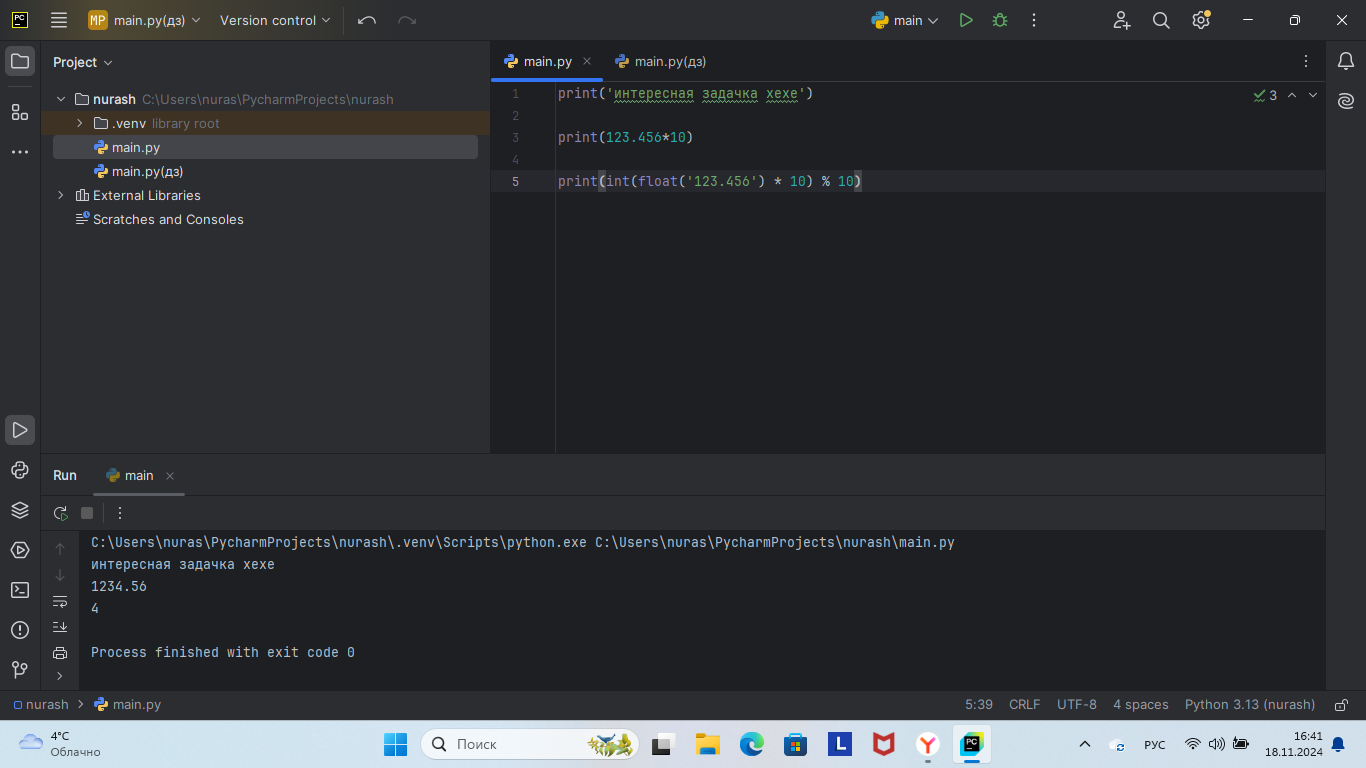 PC MP main.py(дз) Version control main
Project
main.py main.py(дз)
nurash C:\Users\nuras\PycharmProjects\nurash
.venv library root
main.py
main.py(дз)
External Libraries
Scratches and Consoles
1 print('интересная задачка хехе') 3
2
3 print(123.456*10)
4
5 print(int(float('123.456') * 10) % 10)
Run main
C:\Users\nuras\PycharmProjects\nurash\.venv\Scripts\python.exe C:\Users\nuras\PycharmProjects\nurash\main.py
интересная задачка хехе
1234.56
4
Process finished with exit code 0
nurash main.py 5:39 CRLF UTF-8 4 spaces Python 3.13 (nurash)
4°C
Облачно
Поиск
L
Y
PC
РУС
16:41
18.11.2024